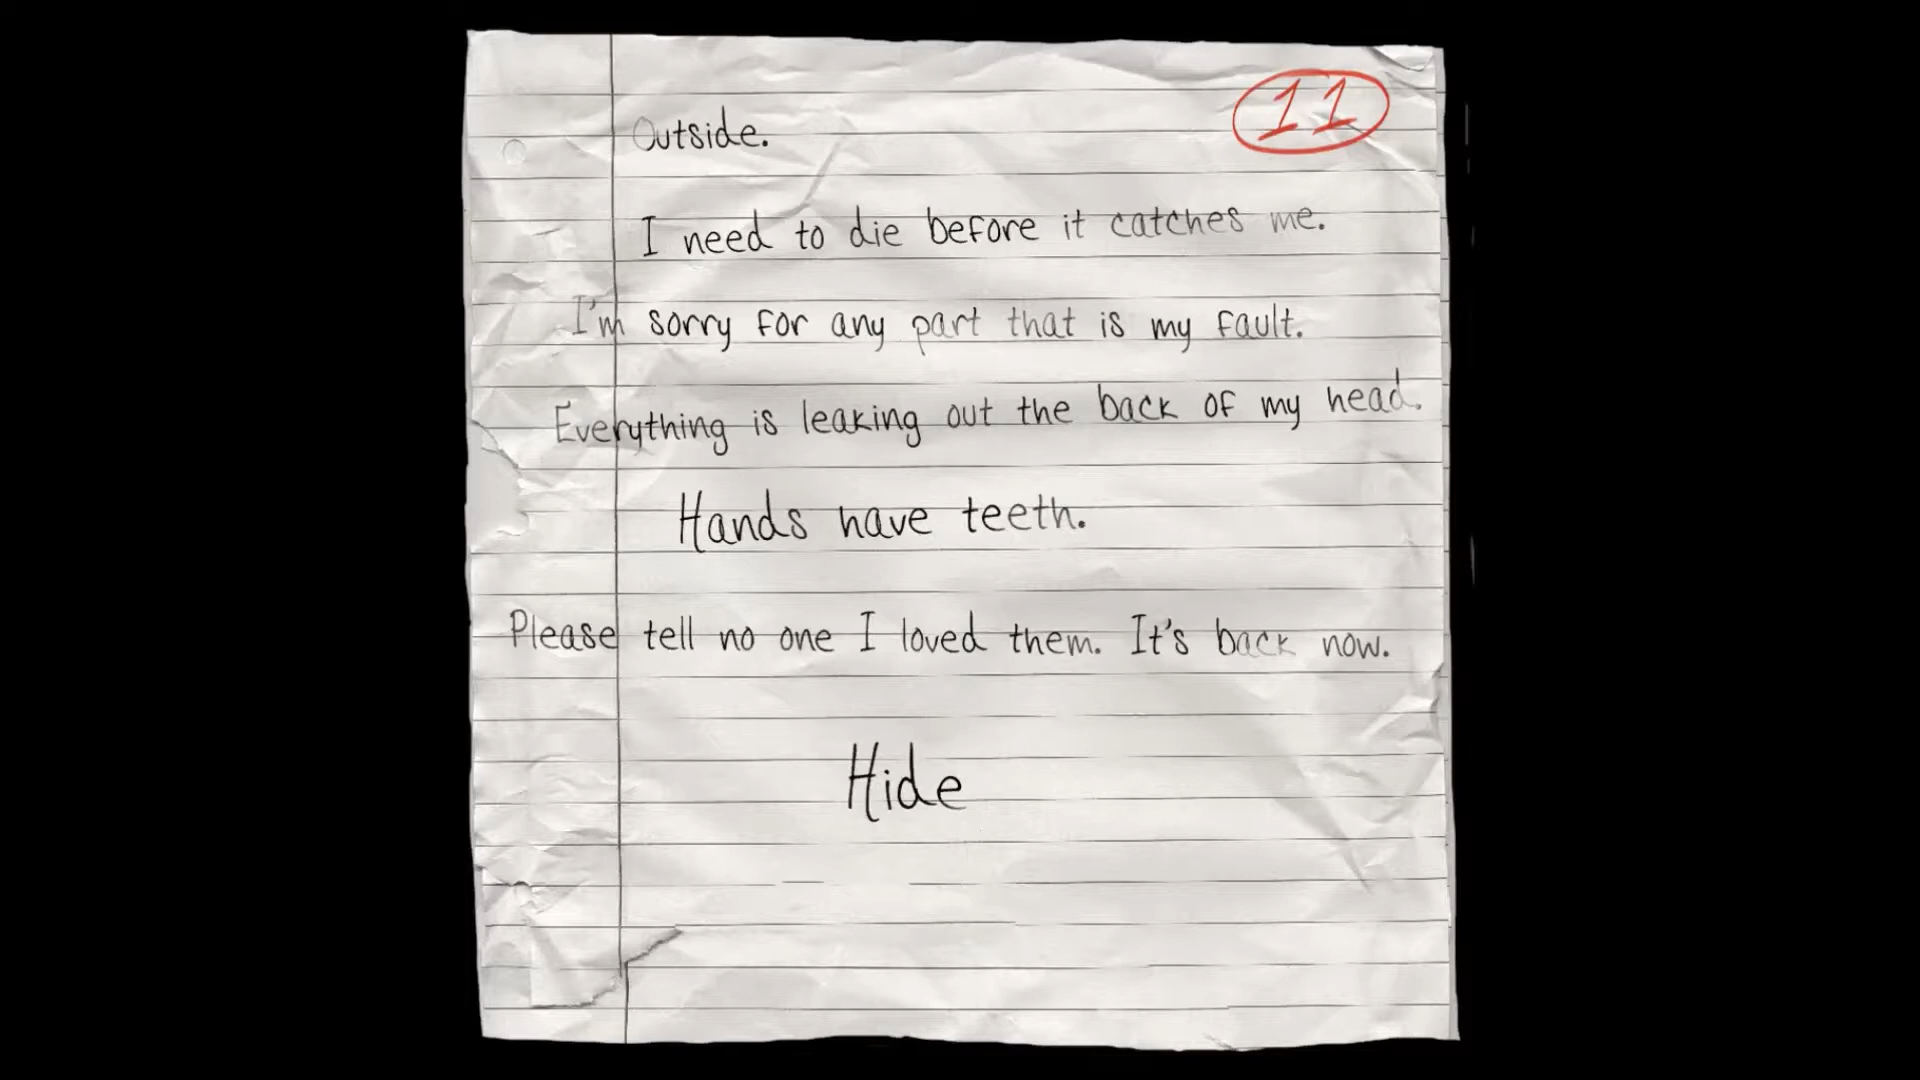 11
Outside.
I need to die before it catches me.
I'm sorry for any part that is my fault.
Everything is leaking out the back of my head.
Hands have teeth.
Please tell no one I loved them. It's back now.
Hide